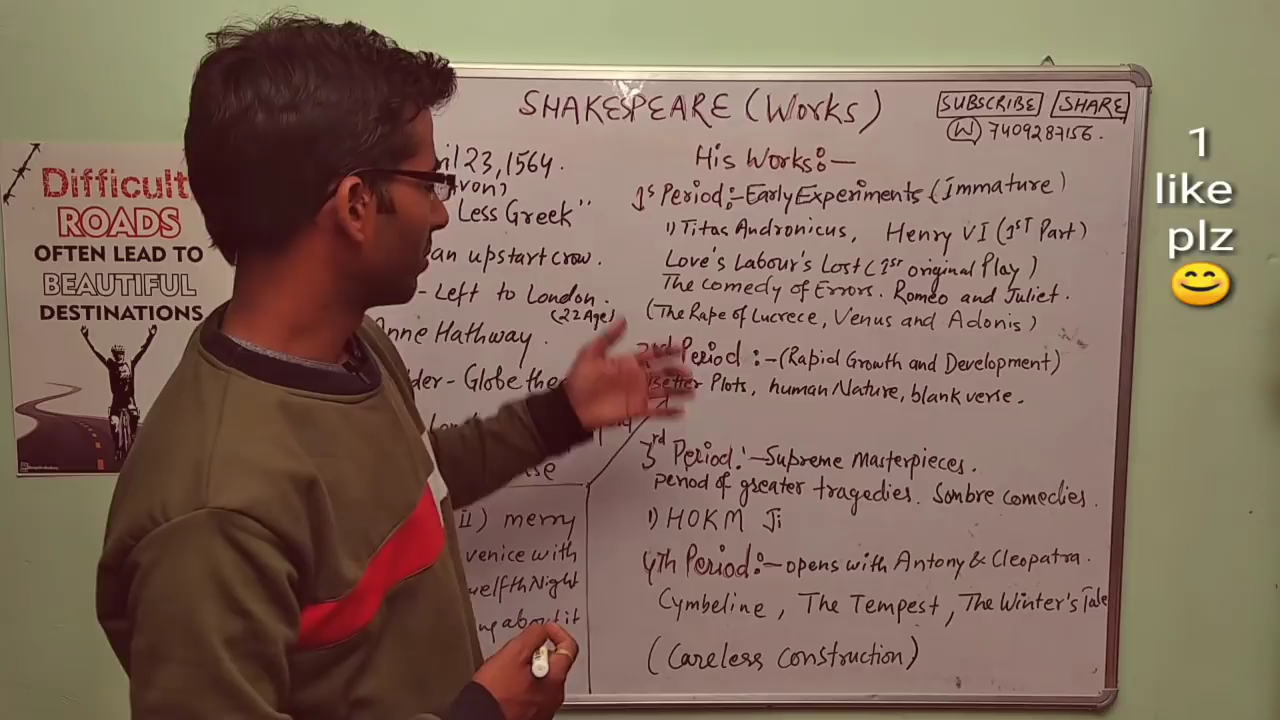 Difficult
ROADS
OFTEN LEAD TO
BEAUTIFUL
DESTINATIONS
SHAKESPEARE (Works)
SUBSCRIBE SHARE
W 7409287156.
23, 1564.
Less Greek"
an upstart crow.
- Left to London.
(22 Age)
Anne Hathway.
- Globe the
ii) merry
venice with
Night
about it
His Works:-
1st Period:- Early Experiments (Immature)
1) Titas Andronicus, Henry VI (1ST Part)
Love's Labour's Lost (1st original Play)
The comedy of Errors. Romeo and Juliet.
(The Rape of Lucrece, Venus and Adonis)
Period :- (Rapid Growth and Development)
Plots, human Nature, blank verse.
3rd Period:- Supreme Masterpieces.
period of greater tragedies. Sombre comedies.
1) HOKM Ji
4Th Period:- opens with Antony & Cleopatra.
Cymbeline, The Tempest, The Winter's Tale
(Careless construction)
1
like
plz